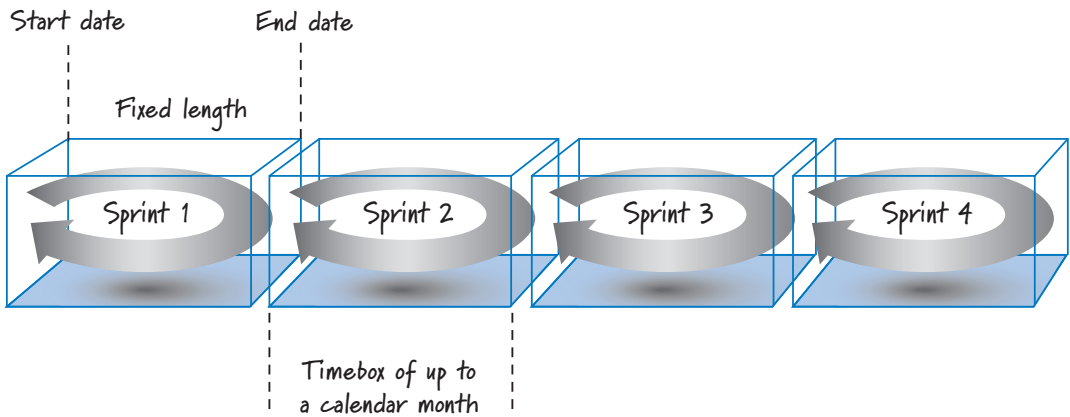 Start date
End date
Fixed length
Sprint 1
Sprint 2
Sprint 3
Sprint 4
Timebox of up to
a calendar month